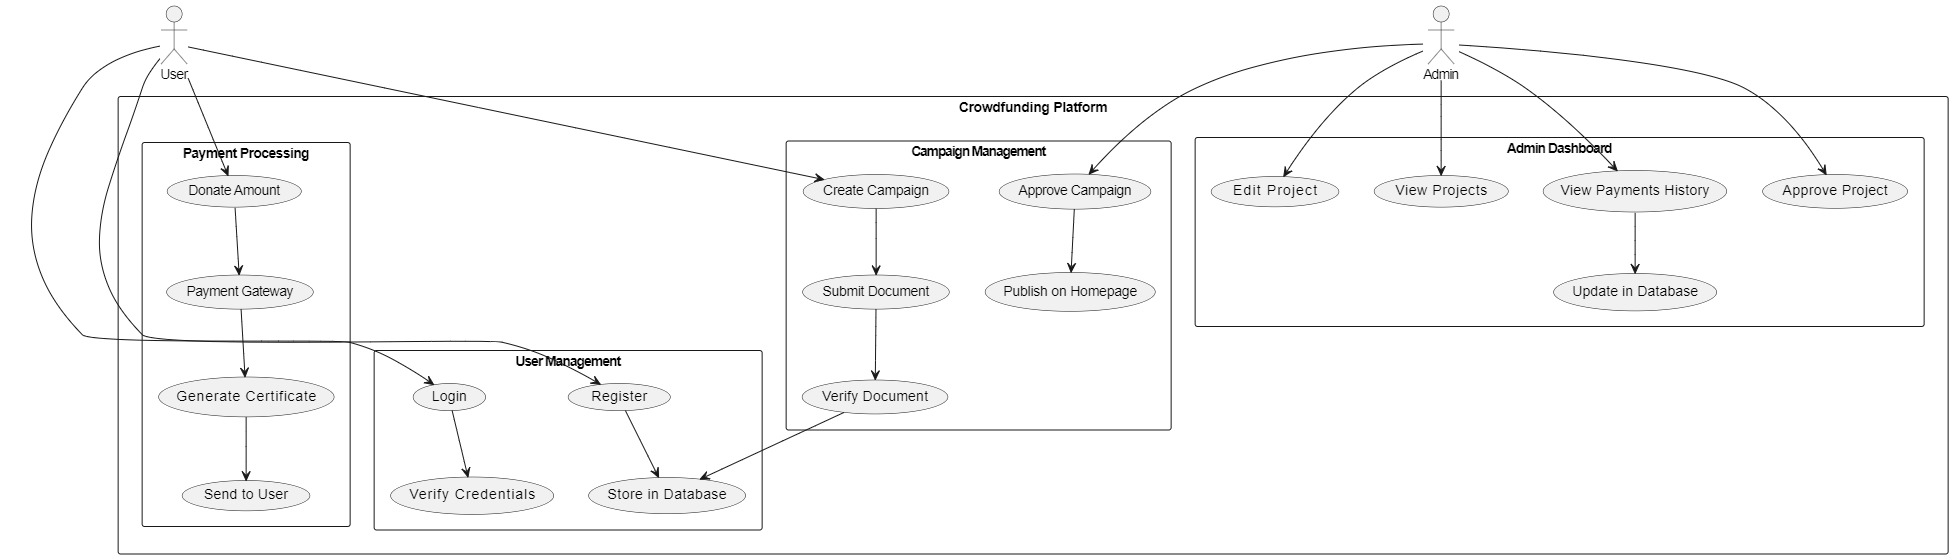 User
Admin
Crowdfunding Platform
Payment Processing
Donate Amount
Payment Gateway
Generate Certificate
Send to User
User Management
Login
Register
Verify Credentials
Store in Database
Campaign Management
Create Campaign
Approve Campaign
Submit Document
Publish on Homepage
Verify Document
Admin Dashboard
Edit Project
View Projects
View Payments History
Approve Project
Update in Database